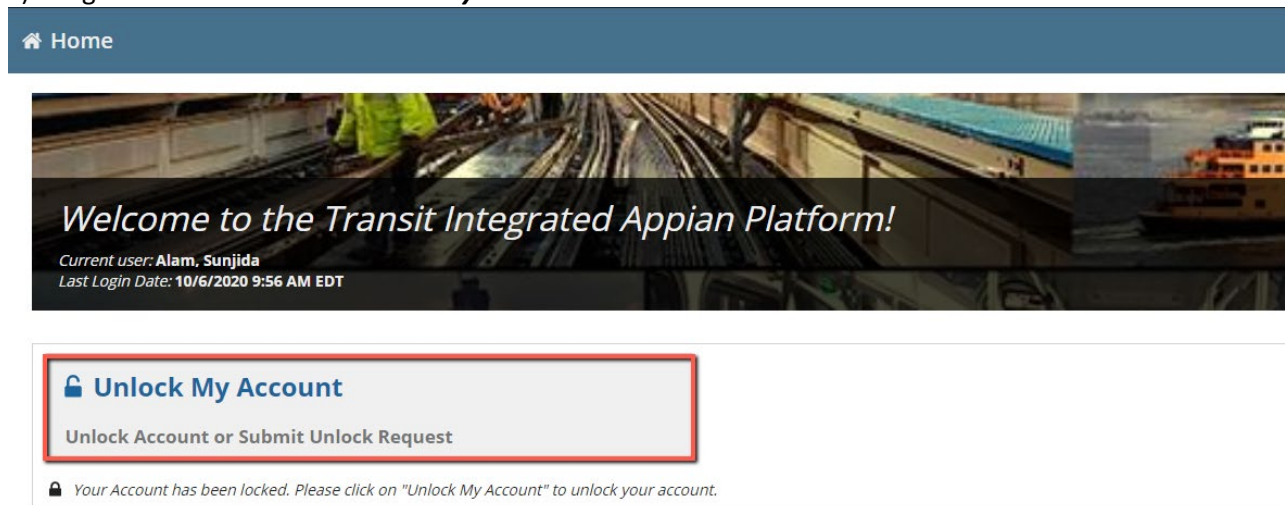 Home
Welcome to the Transit Integrated Appian Platform!
Current user: Alam, Sunjida
Last Login Date: 10/6/2020 9:56 AM EDT
Unlock My Account
Unlock Account or Submit Unlock Request
Your Account has been locked. Please click on "Unlock My Account" to unlock your account.